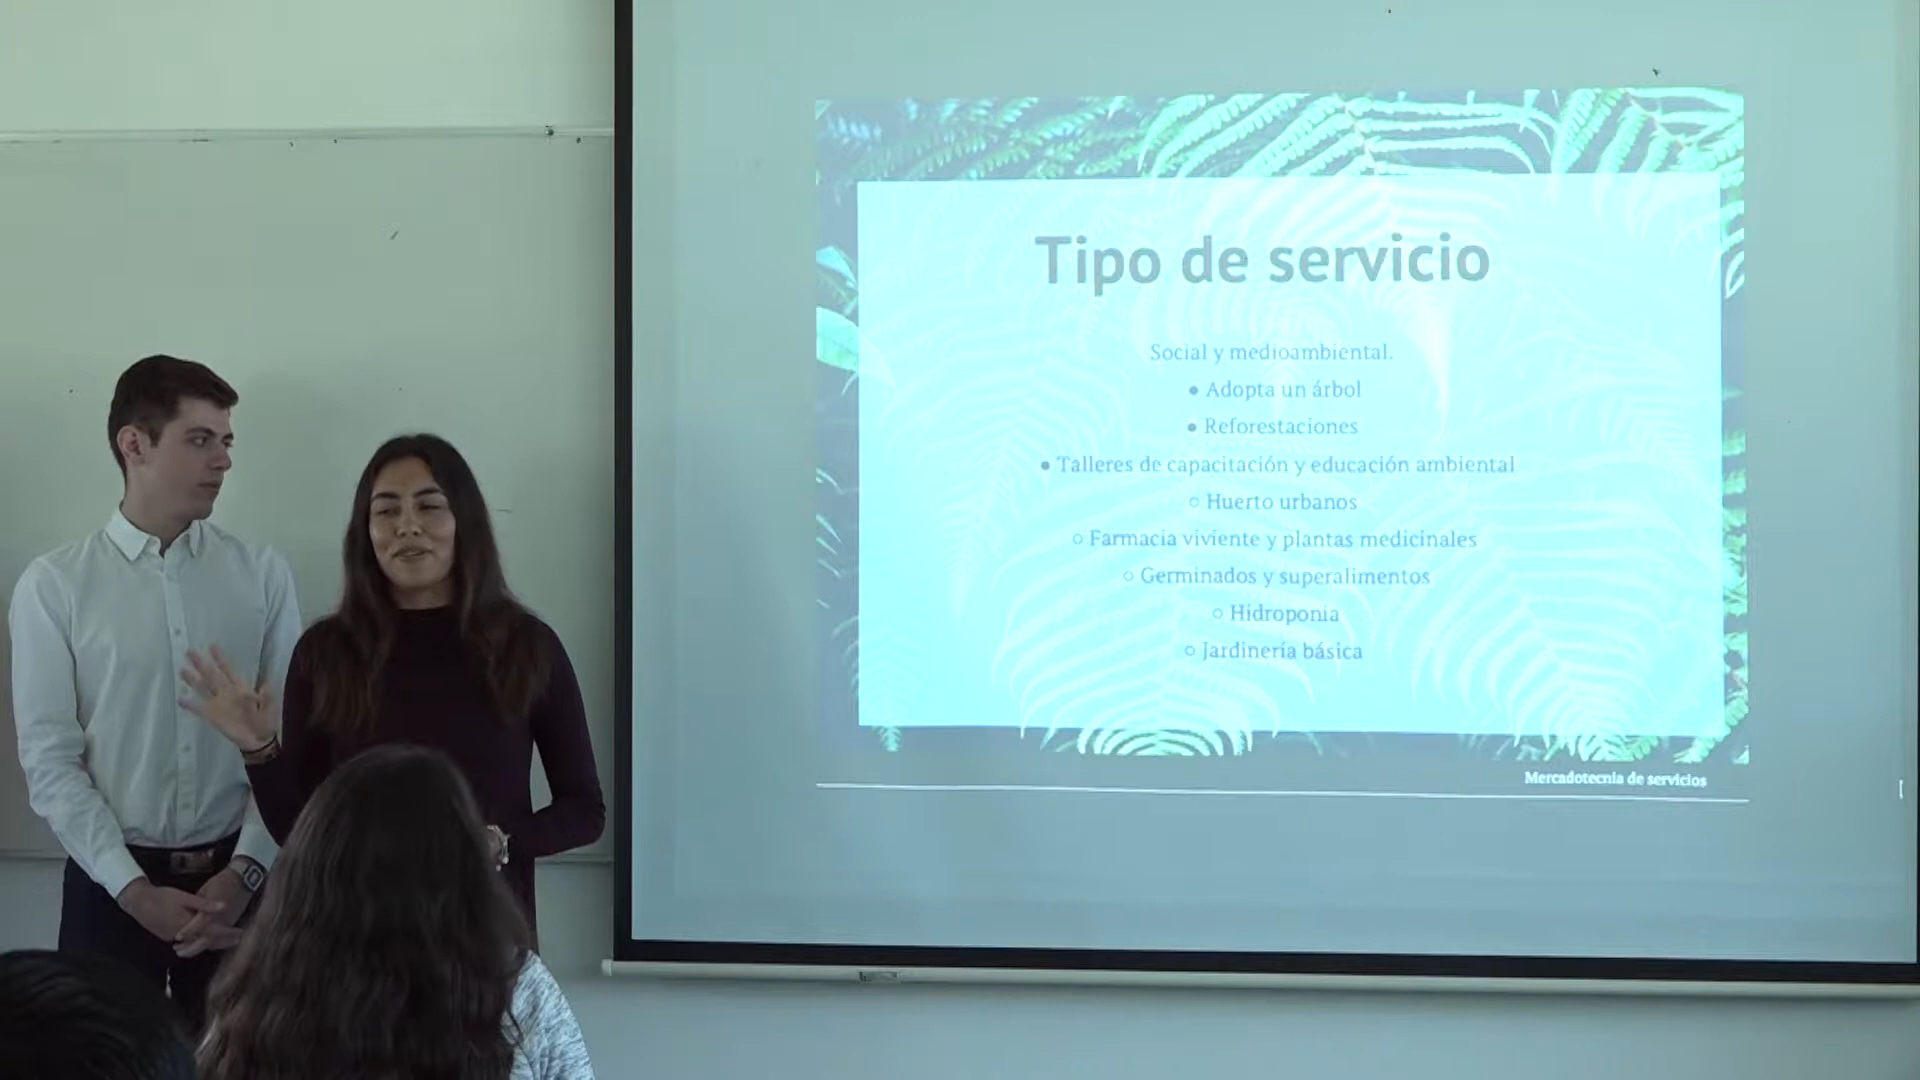 Tipo de servicio
Social y medioambiental.
● Adopta un árbol
● Reforestaciones
● Talleres de capacitación y educación ambiental
○ Huerto urbanos
○ Farmacia viviente y plantas medicinales
○ Germinados y superalimentos
○ Hidroponia
○ Jardinería básica
Mercadotecnia de servicios